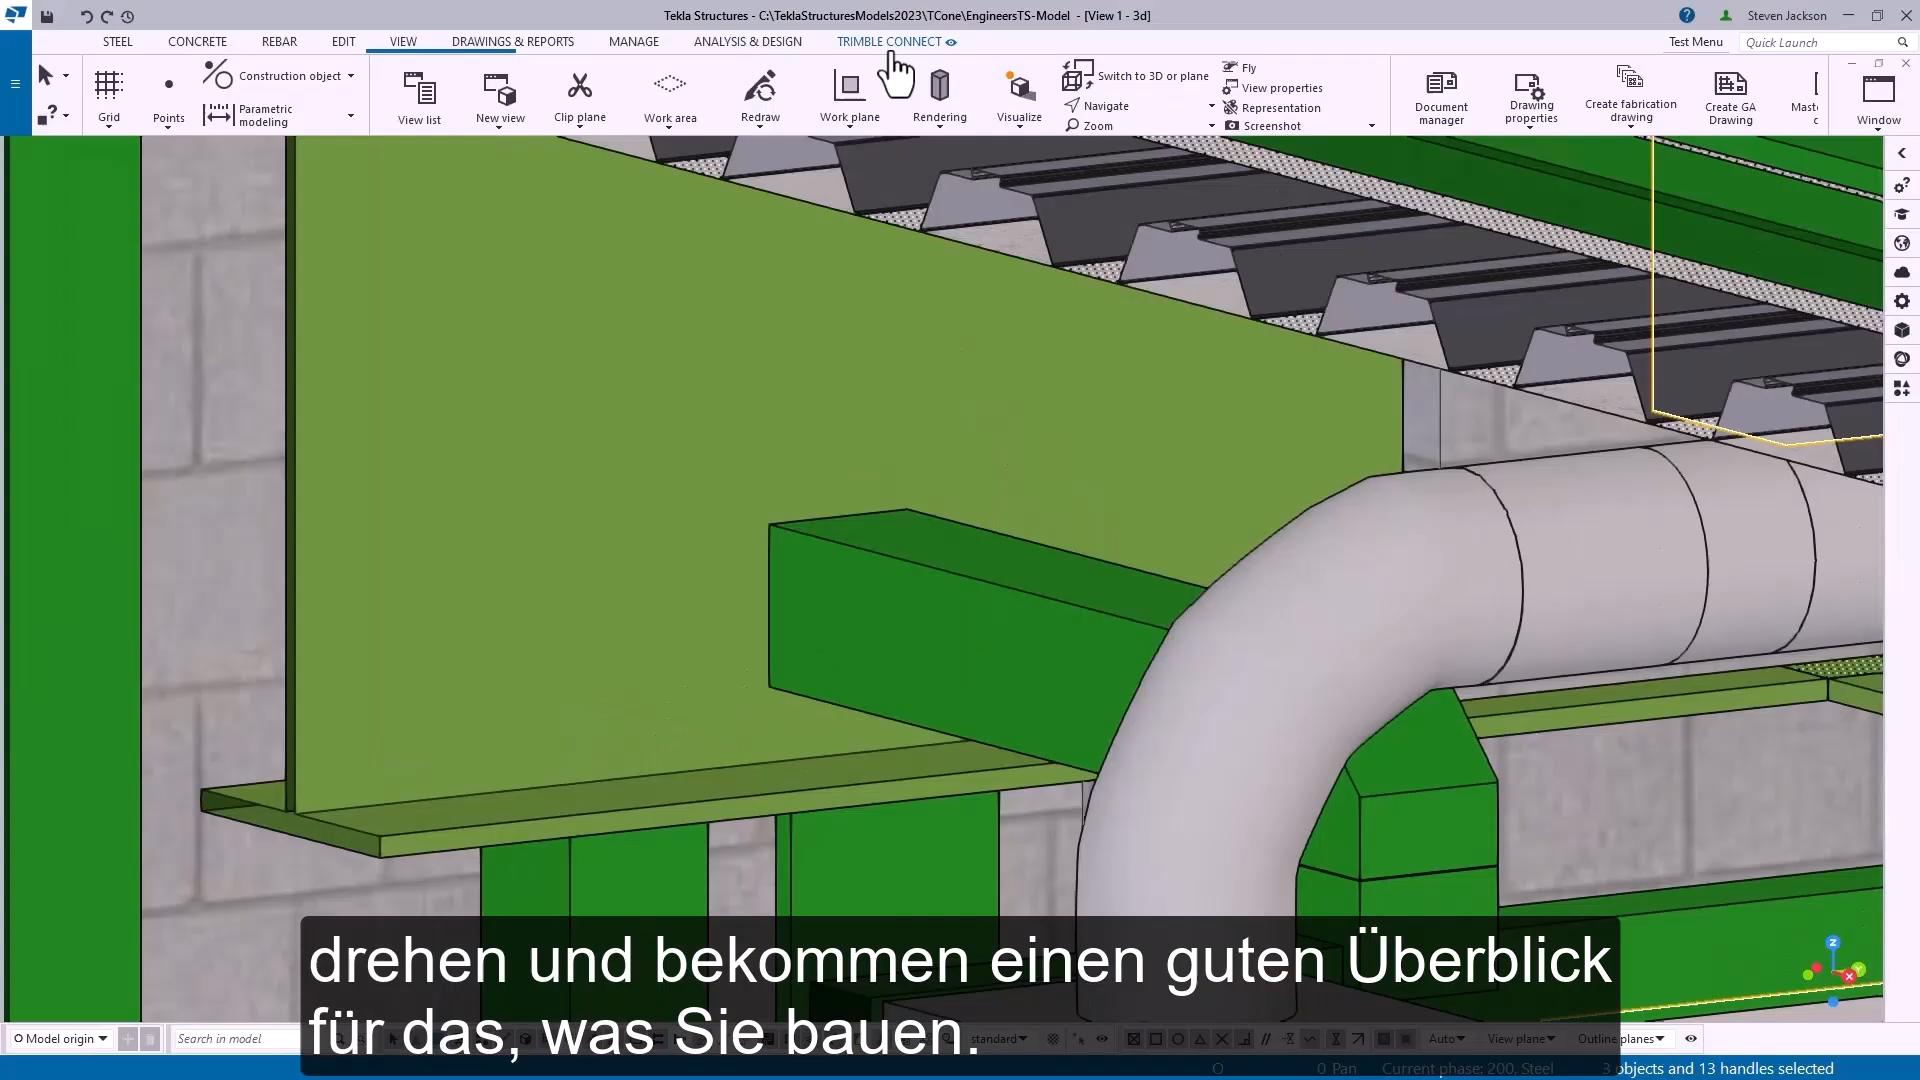 Tekla Structures - C:\TeklaStructuresModels2023\TCone\EngineersTS-Model - [View 1 - 3d]
Steven Jackson
STEEL CONCRETE REBAR EDIT VIEW DRAWINGS & REPORTS MANAGE ANALYSIS & DESIGN TRIMBLE CONNECT
Test Menu
Quick Launch
Grid
Points
Construction object
Parametric modeling
View list
New view
Clip plane
Work area
Redraw
Work plane
Rendering
Visualize
Switch to 3D or plane
Navigate
Zoom
Fly
View properties
Representation
Screenshot
Document manager
Drawing properties
Create fabrication drawing
Create GA Drawing
Window
drehen und bekommen einen guten Überblick
für das, was Sie bauen.
Model origin
Search in model
standard
Auto
View plane
Outline planes
0 Pan
Current phase: 200, Steel
3 objects and 13 handles selected